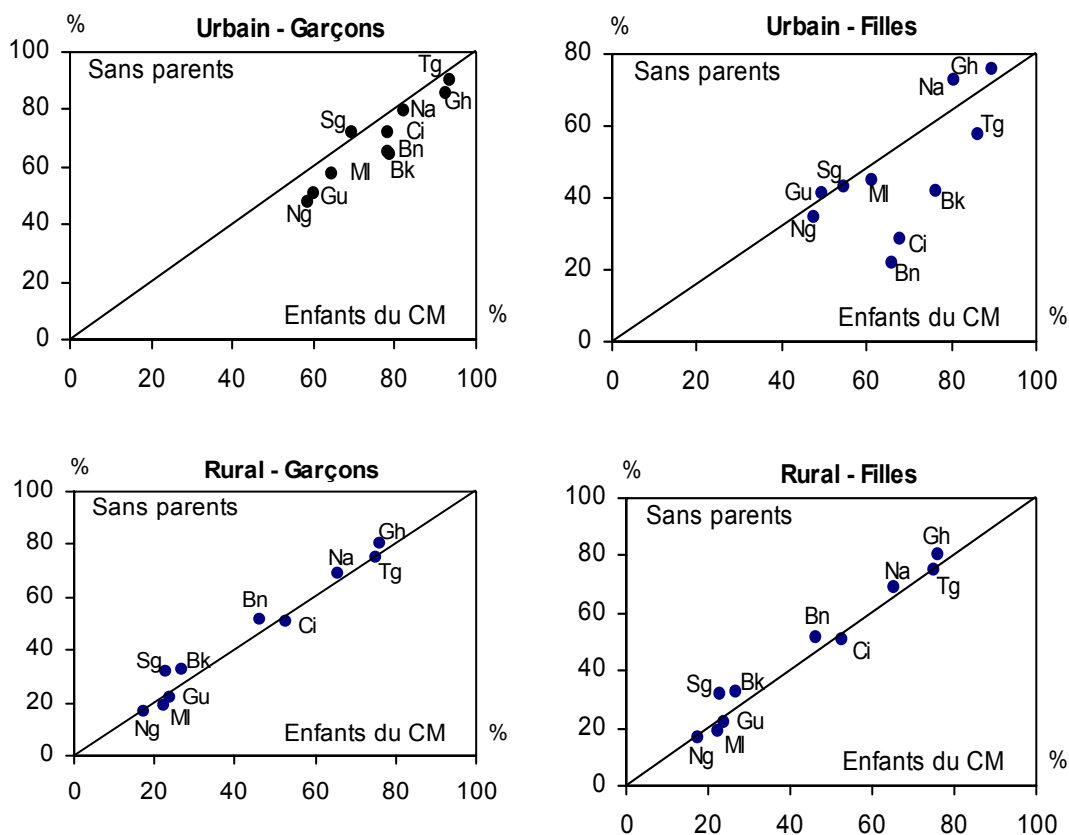 %
Urbain - Garçons
100
80
60
40
20
0
Sans parents
Tg
Gh
Na
Sg
Ci
Bn
Bk
Ml
Gu
Ng
Enfants du CM
%
0 20 40 60 80 100
%
Urbain - Filles
80
60
40
20
0
Sans parents
Gh
Na
Tg
Sg
Gu
Ml
Bk
Ng
Ci
Bn
Enfants du CM
%
0 20 40 60 80 100
%
Rural - Garçons
100
80
60
40
20
0
Sans parents
Gh
Na
Tg
Bn
Ci
Sg
Bk
Gu
Ml
Ng
Enfants du CM
%
0 20 40 60 80 100
%
Rural - Filles
100
80
60
40
20
0
Sans parents
Gh
Na
Tg
Bn
Ci
Sg
Bk
Gu
Ml
Ng
Enfants du CM
%
0 20 40 60 80 100